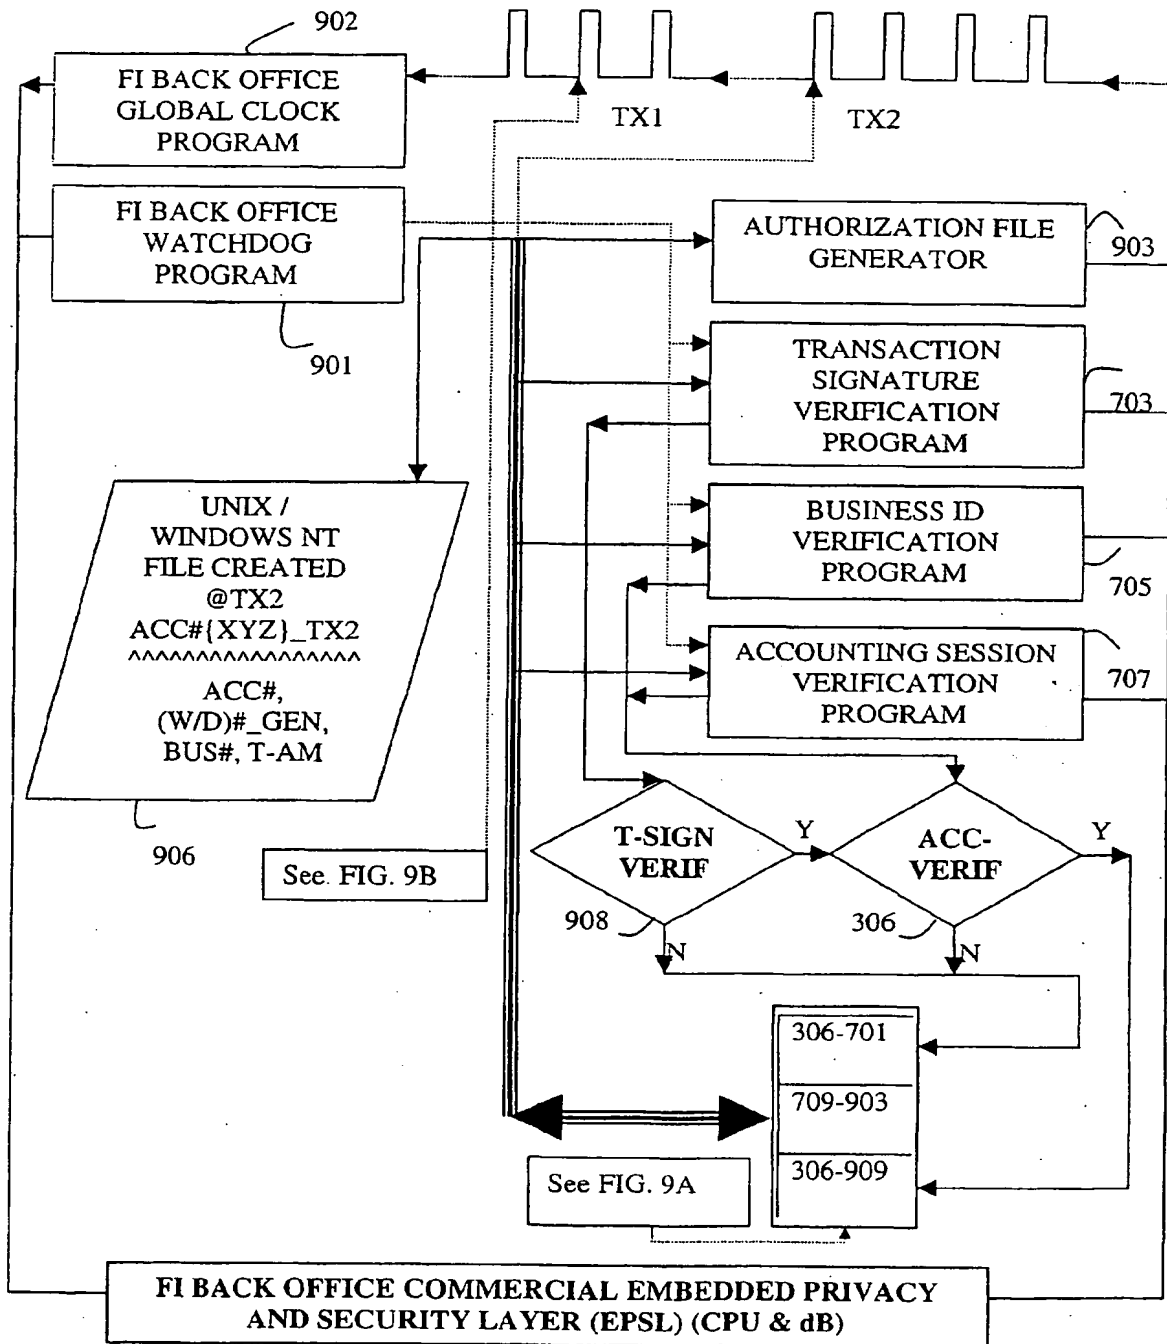 902
FI BACK OFFICE
GLOBAL CLOCK
PROGRAM
TX1
TX2
FI BACK OFFICE
WATCHDOG
PROGRAM
901
AUTHORIZATION FILE
GENERATOR
903
TRANSACTION
SIGNATURE
VERIFICATION
PROGRAM
703
UNIX /
WINDOWS NT
FILE CREATED
@TX2
ACC#{XYZ}_TX2
^^^^^^^^^^^^^^^^^
ACC#,
(W/D)#_GEN,
BUS#, T-AM
906
BUSINESS ID
VERIFICATION
PROGRAM
705
ACCOUNTING SESSION
VERIFICATION
PROGRAM
707
See. FIG. 9B
T-SIGN
VERIF
Y
908
N
ACC-
VERIF
Y
306
N
306-701
709-903
306-909
See FIG. 9A
FI BACK OFFICE COMMERCIAL EMBEDDED PRIVACY
AND SECURITY LAYER (EPSL) (CPU & dB)